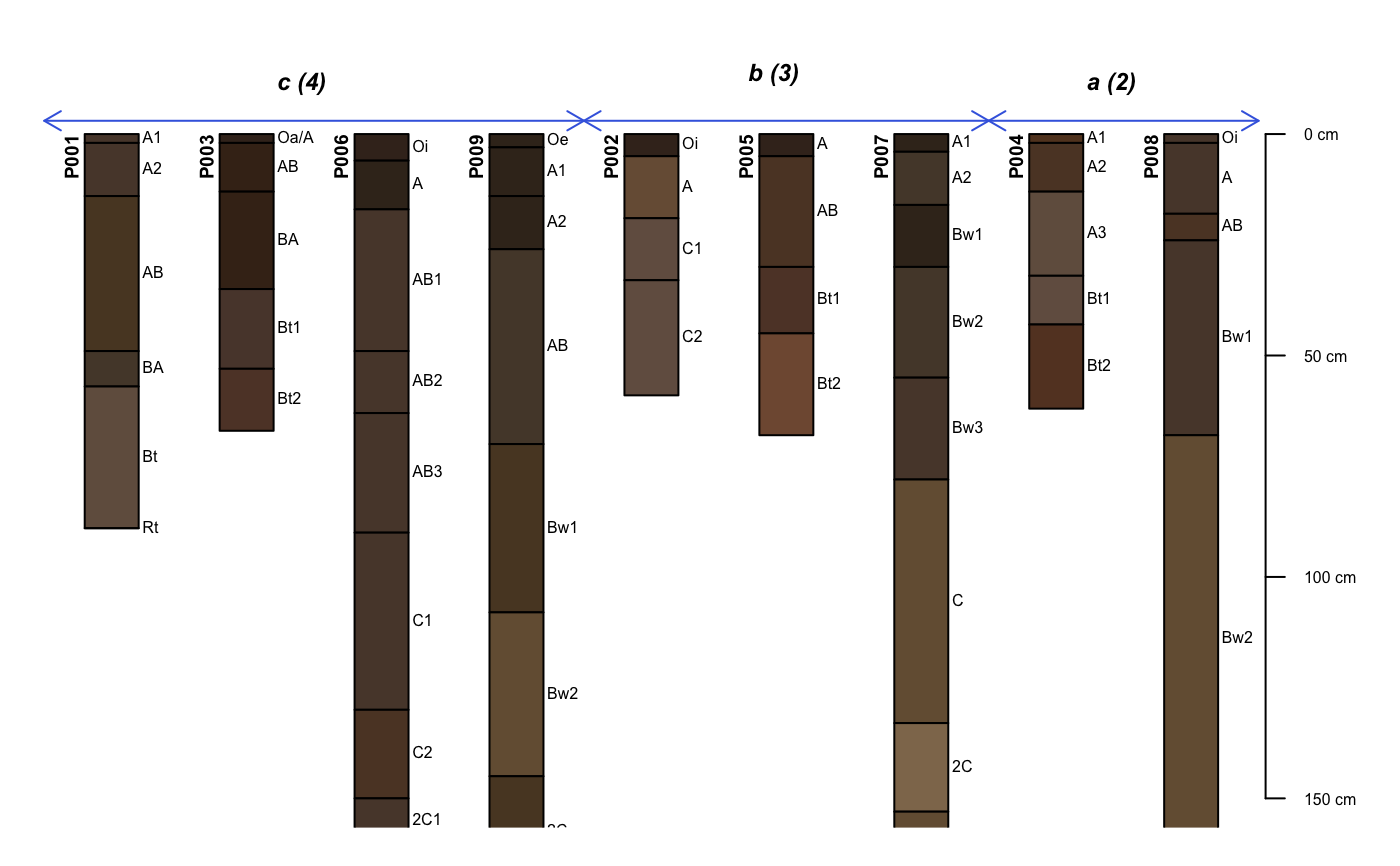 c (4)
b (3)
a (2)
P001
A1
A2
AB
BA
Bt
Rt
P003
Oa/A
AB
BA
Bt1
Bt2
P006
Oi
A
AB1
AB2
AB3
C1
C2
2C1
P009
Oe
A1
A2
AB
Bw1
Bw2
P002
Oi
A
C1
C2
P005
A
AB
Bt1
Bt2
P007
A1
A2
Bw1
Bw2
Bw3
C
2C
P004
A1
A2
A3
Bt1
Bt2
P008
Oi
A
AB
Bw1
Bw2
0 cm
50 cm
100 cm
150 cm